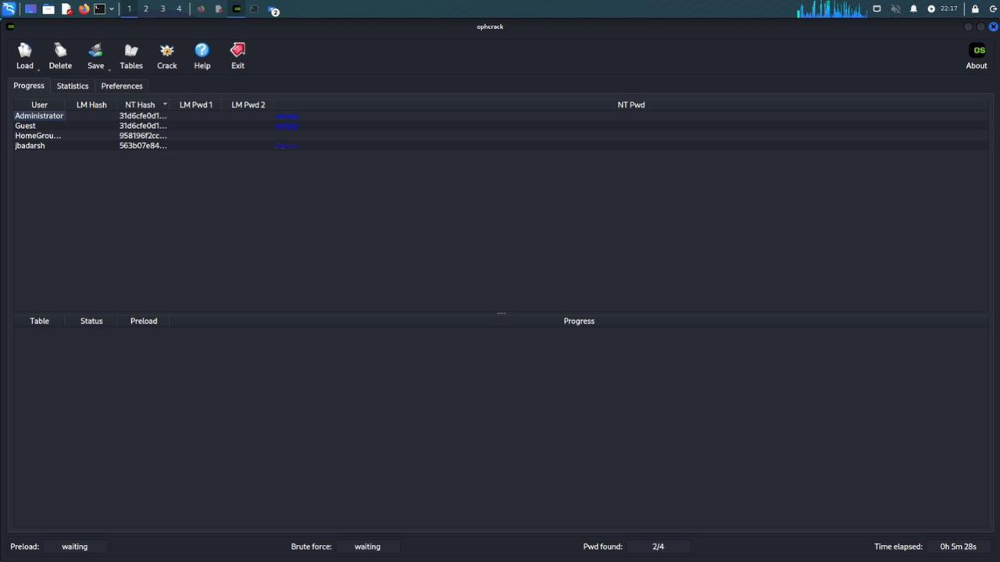 1 2 3 4 2 22:17
ophcrack
Load Delete Save Tables Crack Help Exit OS About
Progress Statistics Preferences
User LM Hash NT Hash LM Pwd 1 LM Pwd 2 NT Pwd
Administrator 31d6cfe0d1... empty
Guest 31d6cfe0d1... empty
HomeGrou... 958196f2cc...
jbadarsh 563b07e84...
Table Status Preload Progress
Preload: waiting Brute force: waiting Pwd found: 2/4 Time elapsed: 0h 5m 28s